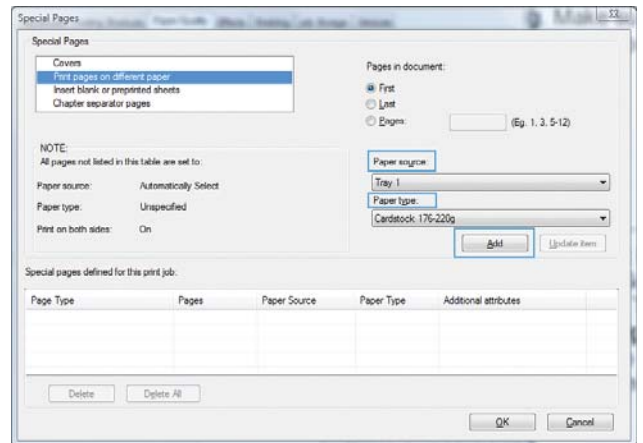 Special Pages
Special Pages
Covers
Print pages on different paper
Insert blank or preprinted sheets
Chapter separator pages
Pages in document:
First
Last
Pages:
(Eg. 1, 3, 5-12)
NOTE:
All pages not listed in this table are set to:
Paper source: Automatically Select
Paper type: Unspecified
Print on both sides: On
Paper source:
Tray 1
Paper type:
Cardstock 176-220g
Add Update Item
Special pages defined for this print job:
Page Type Pages Paper Source Paper Type Additional attributes
Delete Delete All
OK Cancel